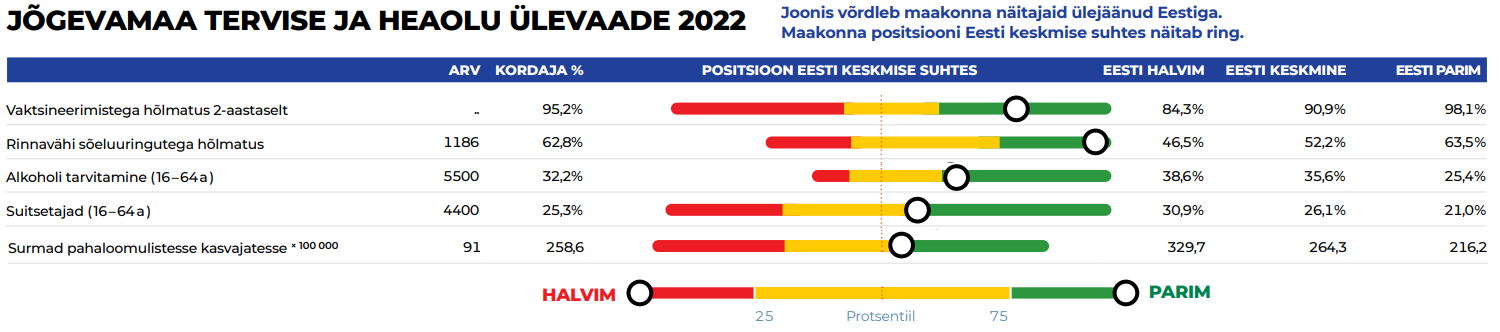 JÕGEVAMAA TERVISE JA HEAOLU ÜLEVAADE 2022
Joonis võrdleb maakonna näitajaid ülejäänud Eestiga.
Maakonna positsiooni Eesti keskmise suhtes näitab ring.
ARV KORDAJA % POSITSIOON EESTI KESKMISE SUHTES EESTI HALVIM EESTI KESKMINE EESTI PARIM
Vaktsineerimistega hõlmatus 2-aastaselt .. 95,2% 84,3% 90,9% 98,1%
Rinnavähi sõeluuringutega hõlmatus 1186 62,8% 46,5% 52,2% 63,5%
Alkoholi tarvitamine (16–64 a) 5500 32,2% 38,6% 35,6% 25,4%
Suitsetajad (16–64 a) 4400 25,3% 30,9% 26,1% 21,0%
Surmad pahaloomulistesse kasvajatesse × 100 000 91 258,6 329,7 264,3 216,2
HALVIM PARIM
25 Protsentiil 75